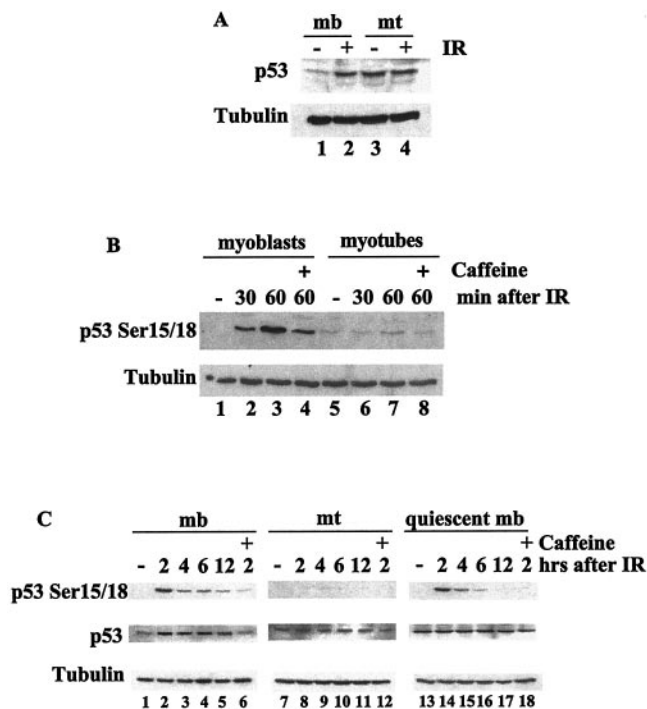 A
mb mt
- + - + IR
p53
Tubulin
1 2 3 4
B
myoblasts myotubes
+ + Caffeine
- 30 60 60 - 30 60 60 min after IR
p53 Ser15/18
Tubulin
1 2 3 4 5 6 7 8
C
mb mt quiescent mb
+ + + Caffeine
- 2 4 6 12 2 - 2 4 6 12 2 - 2 4 6 12 2 hrs after IR
p53 Ser15/18
p53
Tubulin
1 2 3 4 5 6 7 8 9 10 11 12 13 14 15 16 17 18